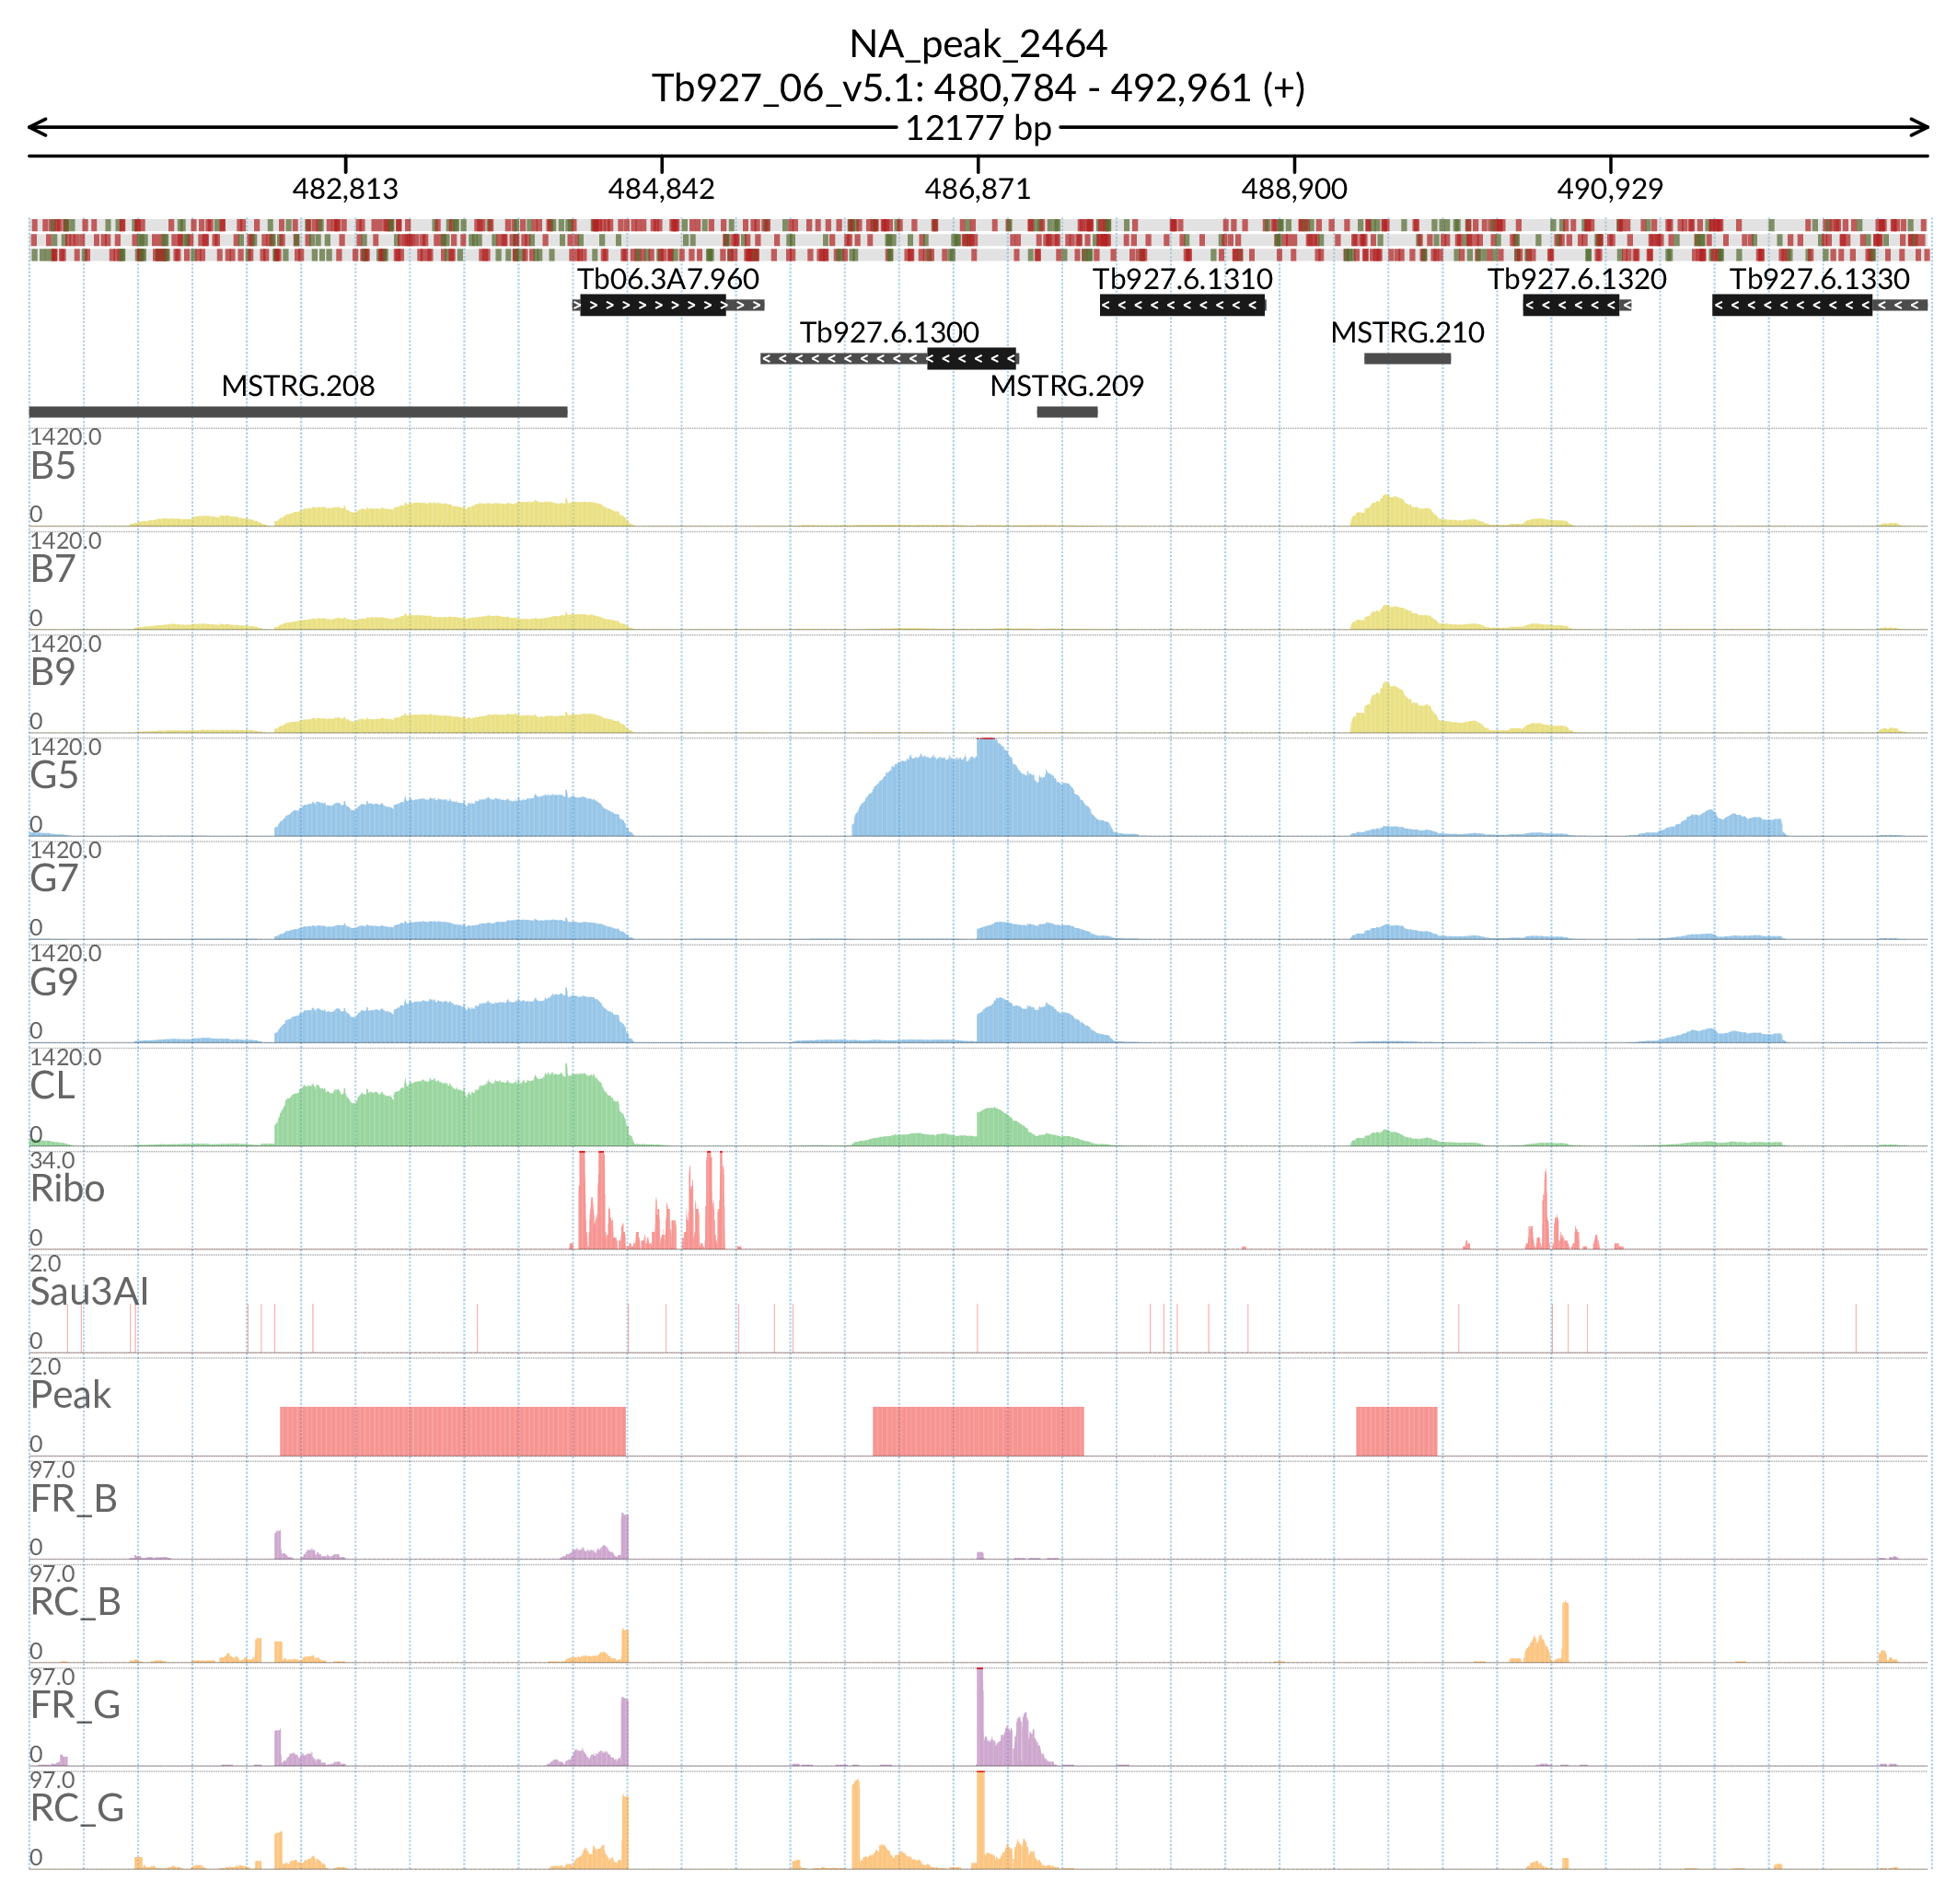 NA_peak_2464
Tb927_06_v5.1: 480,784 - 492,961 (+)
12177 bp
482,813 484,842 486,871 488,900 490,929
Tb06.3A7.960 Tb927.6.1310 Tb927.6.1320 Tb927.6.1330
Tb927.6.1300 MSTRG.210
MSTRG.208 MSTRG.209
1420.0
B5
0
1420.0
B7
0
1420.0
B9
0
1420.0
G5
0
1420.0
G7
0
1420.0
G9
0
1420.0
CL
0
34.0
Ribo
0
2.0
Sau3AI
0
2.0
Peak
0
97.0
FR_B
0
97.0
RC_B
0
97.0
FR_G
0
97.0
RC_G
0